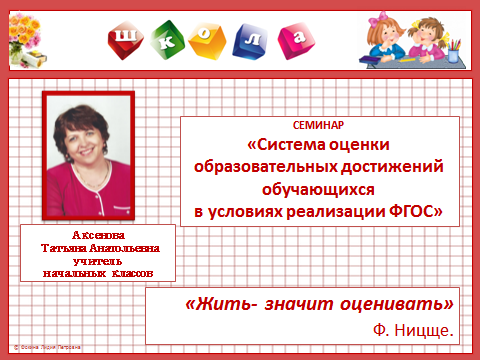 школа
СЕМИНАР
«Система оценки
образовательных достижений
обучающихся
в условиях реализации ФГОС»
Аксенова
Татьяна Анатольевна
учитель
начальных классов
«Жить- значит оценивать»
Ф. Ницще.
© Фокина Лидия Петровна